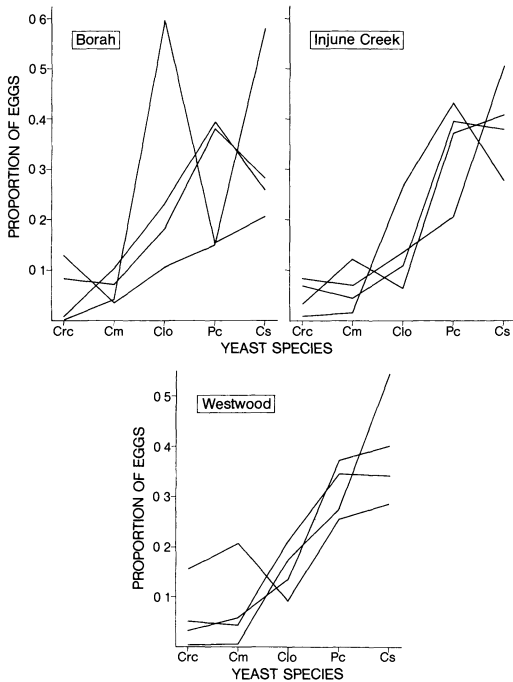 Borah
PROPORTION OF EGGS
0 6
0 5
0 4
0 3
0 2
0 1
Crc Cm Clo Pc Cs
Injune Creek
Crc Cm Clo Pc Cs
YEAST SPECIES
Westwood
PROPORTION OF EGGS
0 5
0 4
0 3
0 2
0 1
Crc Cm Clo Pc Cs
YEAST SPECIES